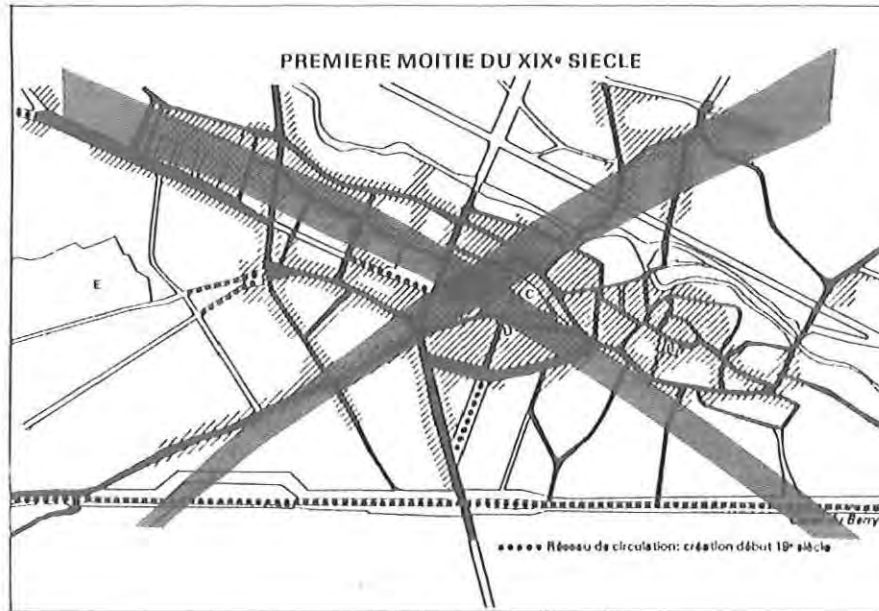 PREMIERE MOITIE DU XIXe SIECLE
E
C
Berry
Réseau de circulation: création début 19e siècle